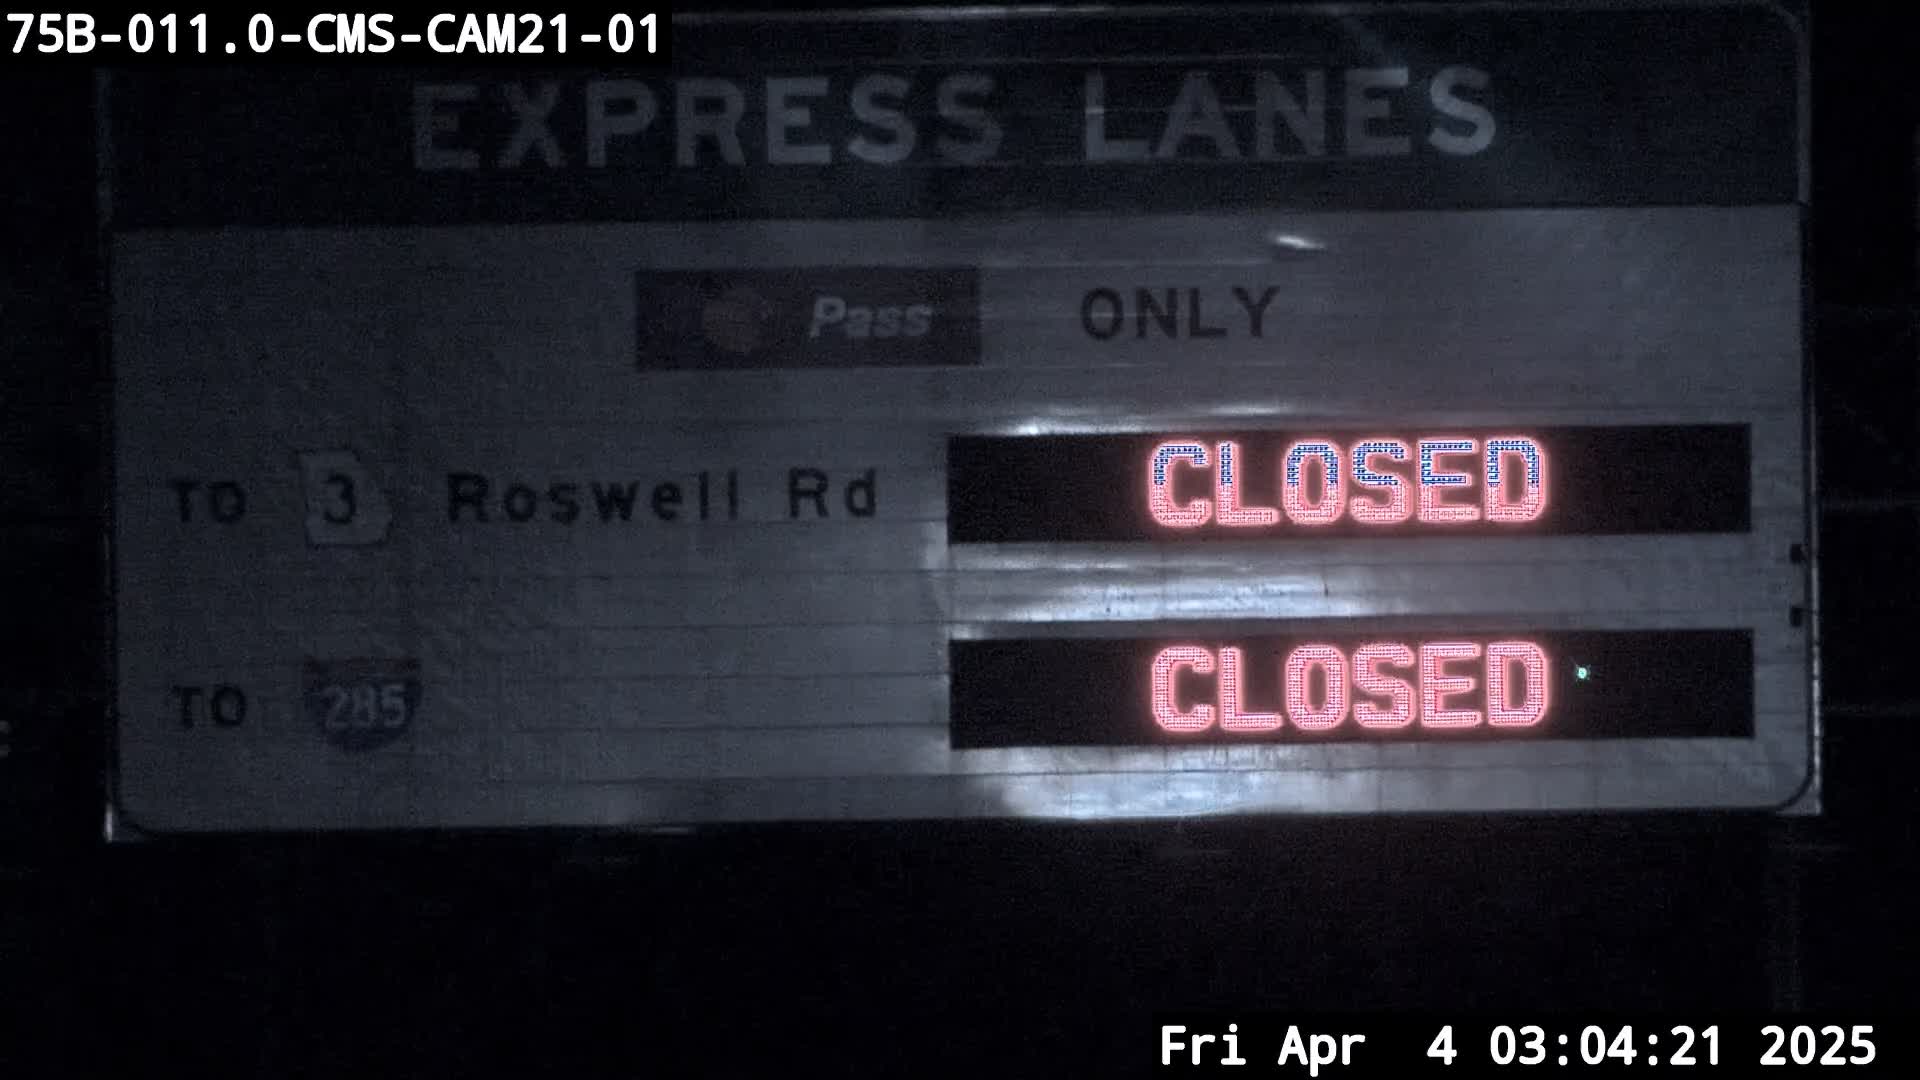 75B-011.0-CMS-CAM21-01
EXPRESS LANES
Pass ONLY
TO 3 Roswell Rd CLOSED
TO 285 CLOSED
Fri Apr 4 03:04:21 2025